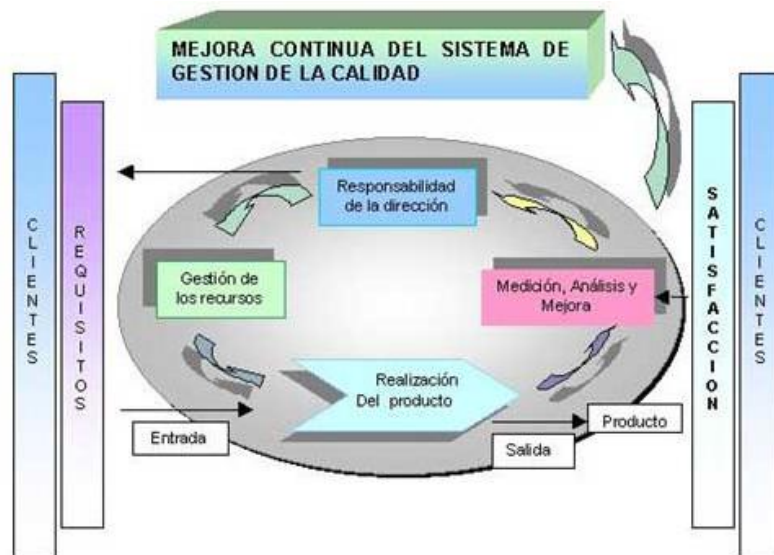 MEJORA CONTINUA DEL SISTEMA DE
GESTION DE LA CALIDAD
CLIENTES
REQUISITOS
Responsabilidad
de la dirección
Gestión de
los recursos
Medición, Análisis y
Mejora
Realización
Del producto
Entrada
Salida
Producto
SATISFACCION
CLIENTES